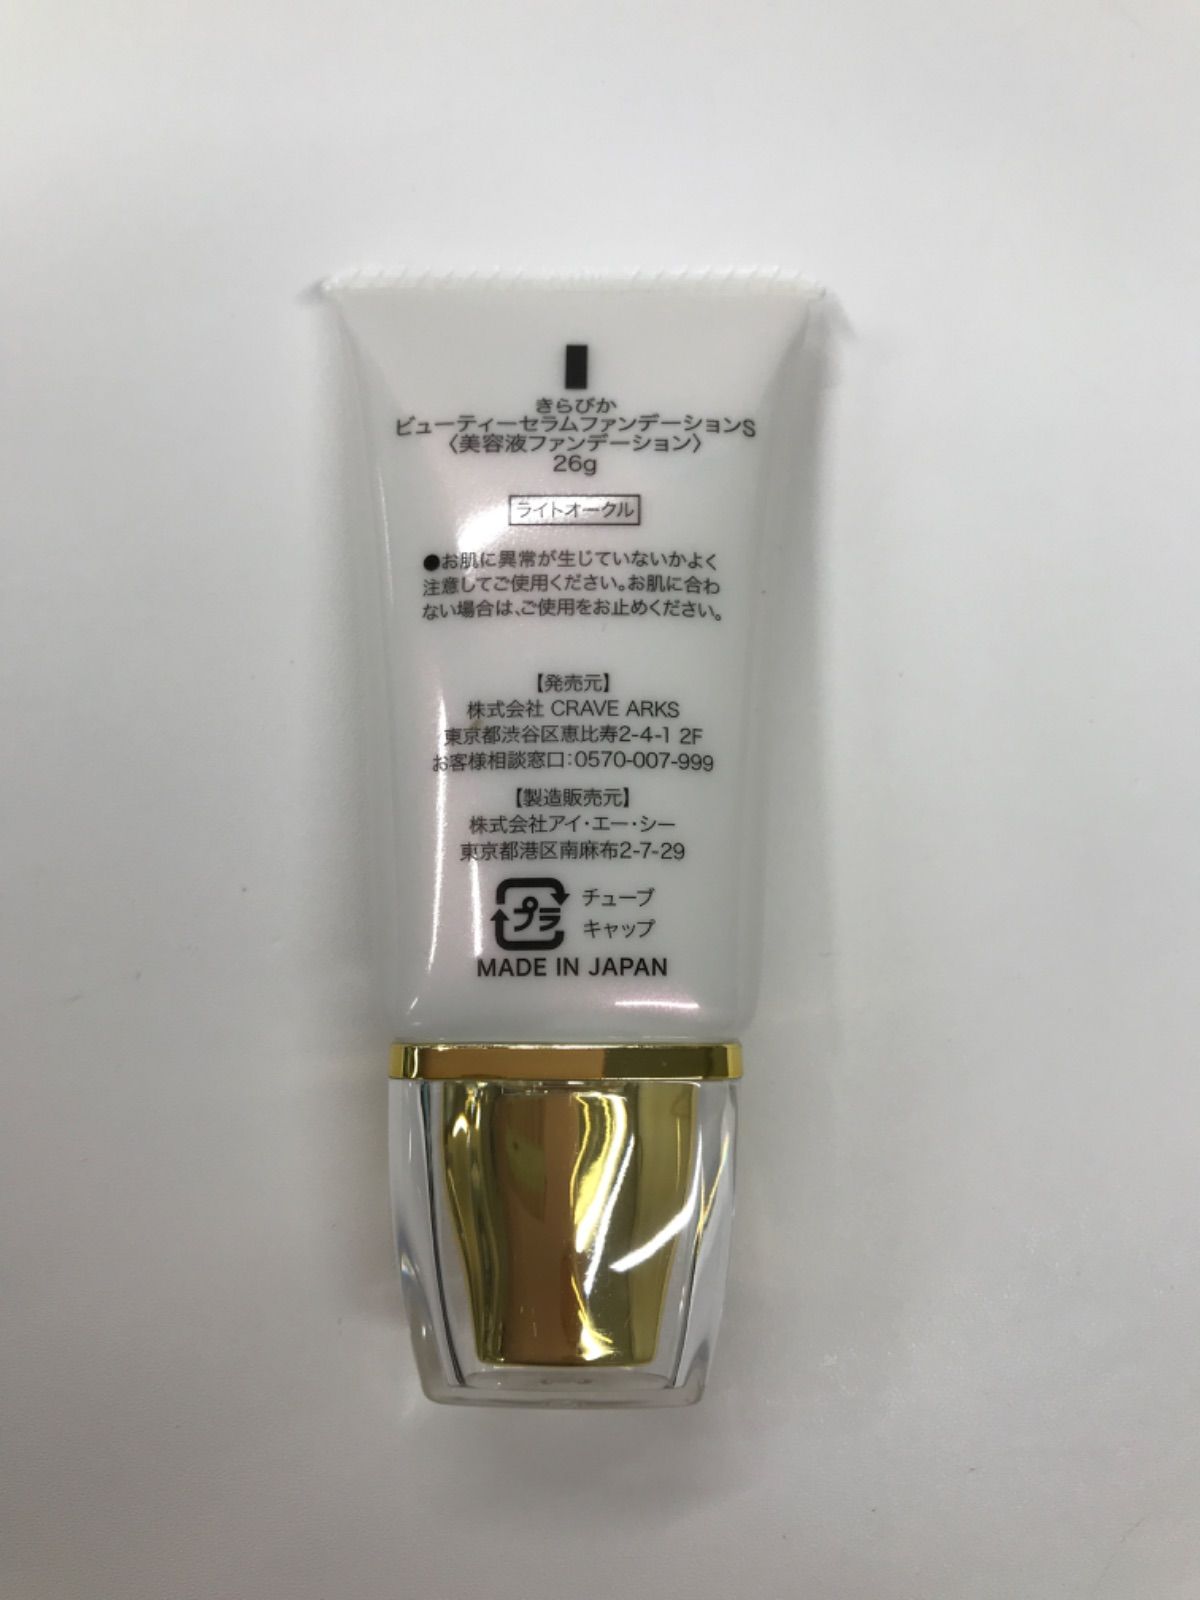 きらびか
ビューティーセラムファンデーションS
〈美容液ファンデーション〉
26g
ライトオークル
●お肌に異常が生じていないかよく
注意してご使用ください。お肌に合わ
ない場合は、ご使用をお止めください。
【発売元】
株式会社 CRAVE ARKS
東京都渋谷区恵比寿2-4-1 2F
お客様相談窓口:0570-007-999
【製造販売元】
株式会社アイ・エー・シー
東京都港区南麻布2-7-29
プラ チューブ
キャップ
MADE IN JAPAN